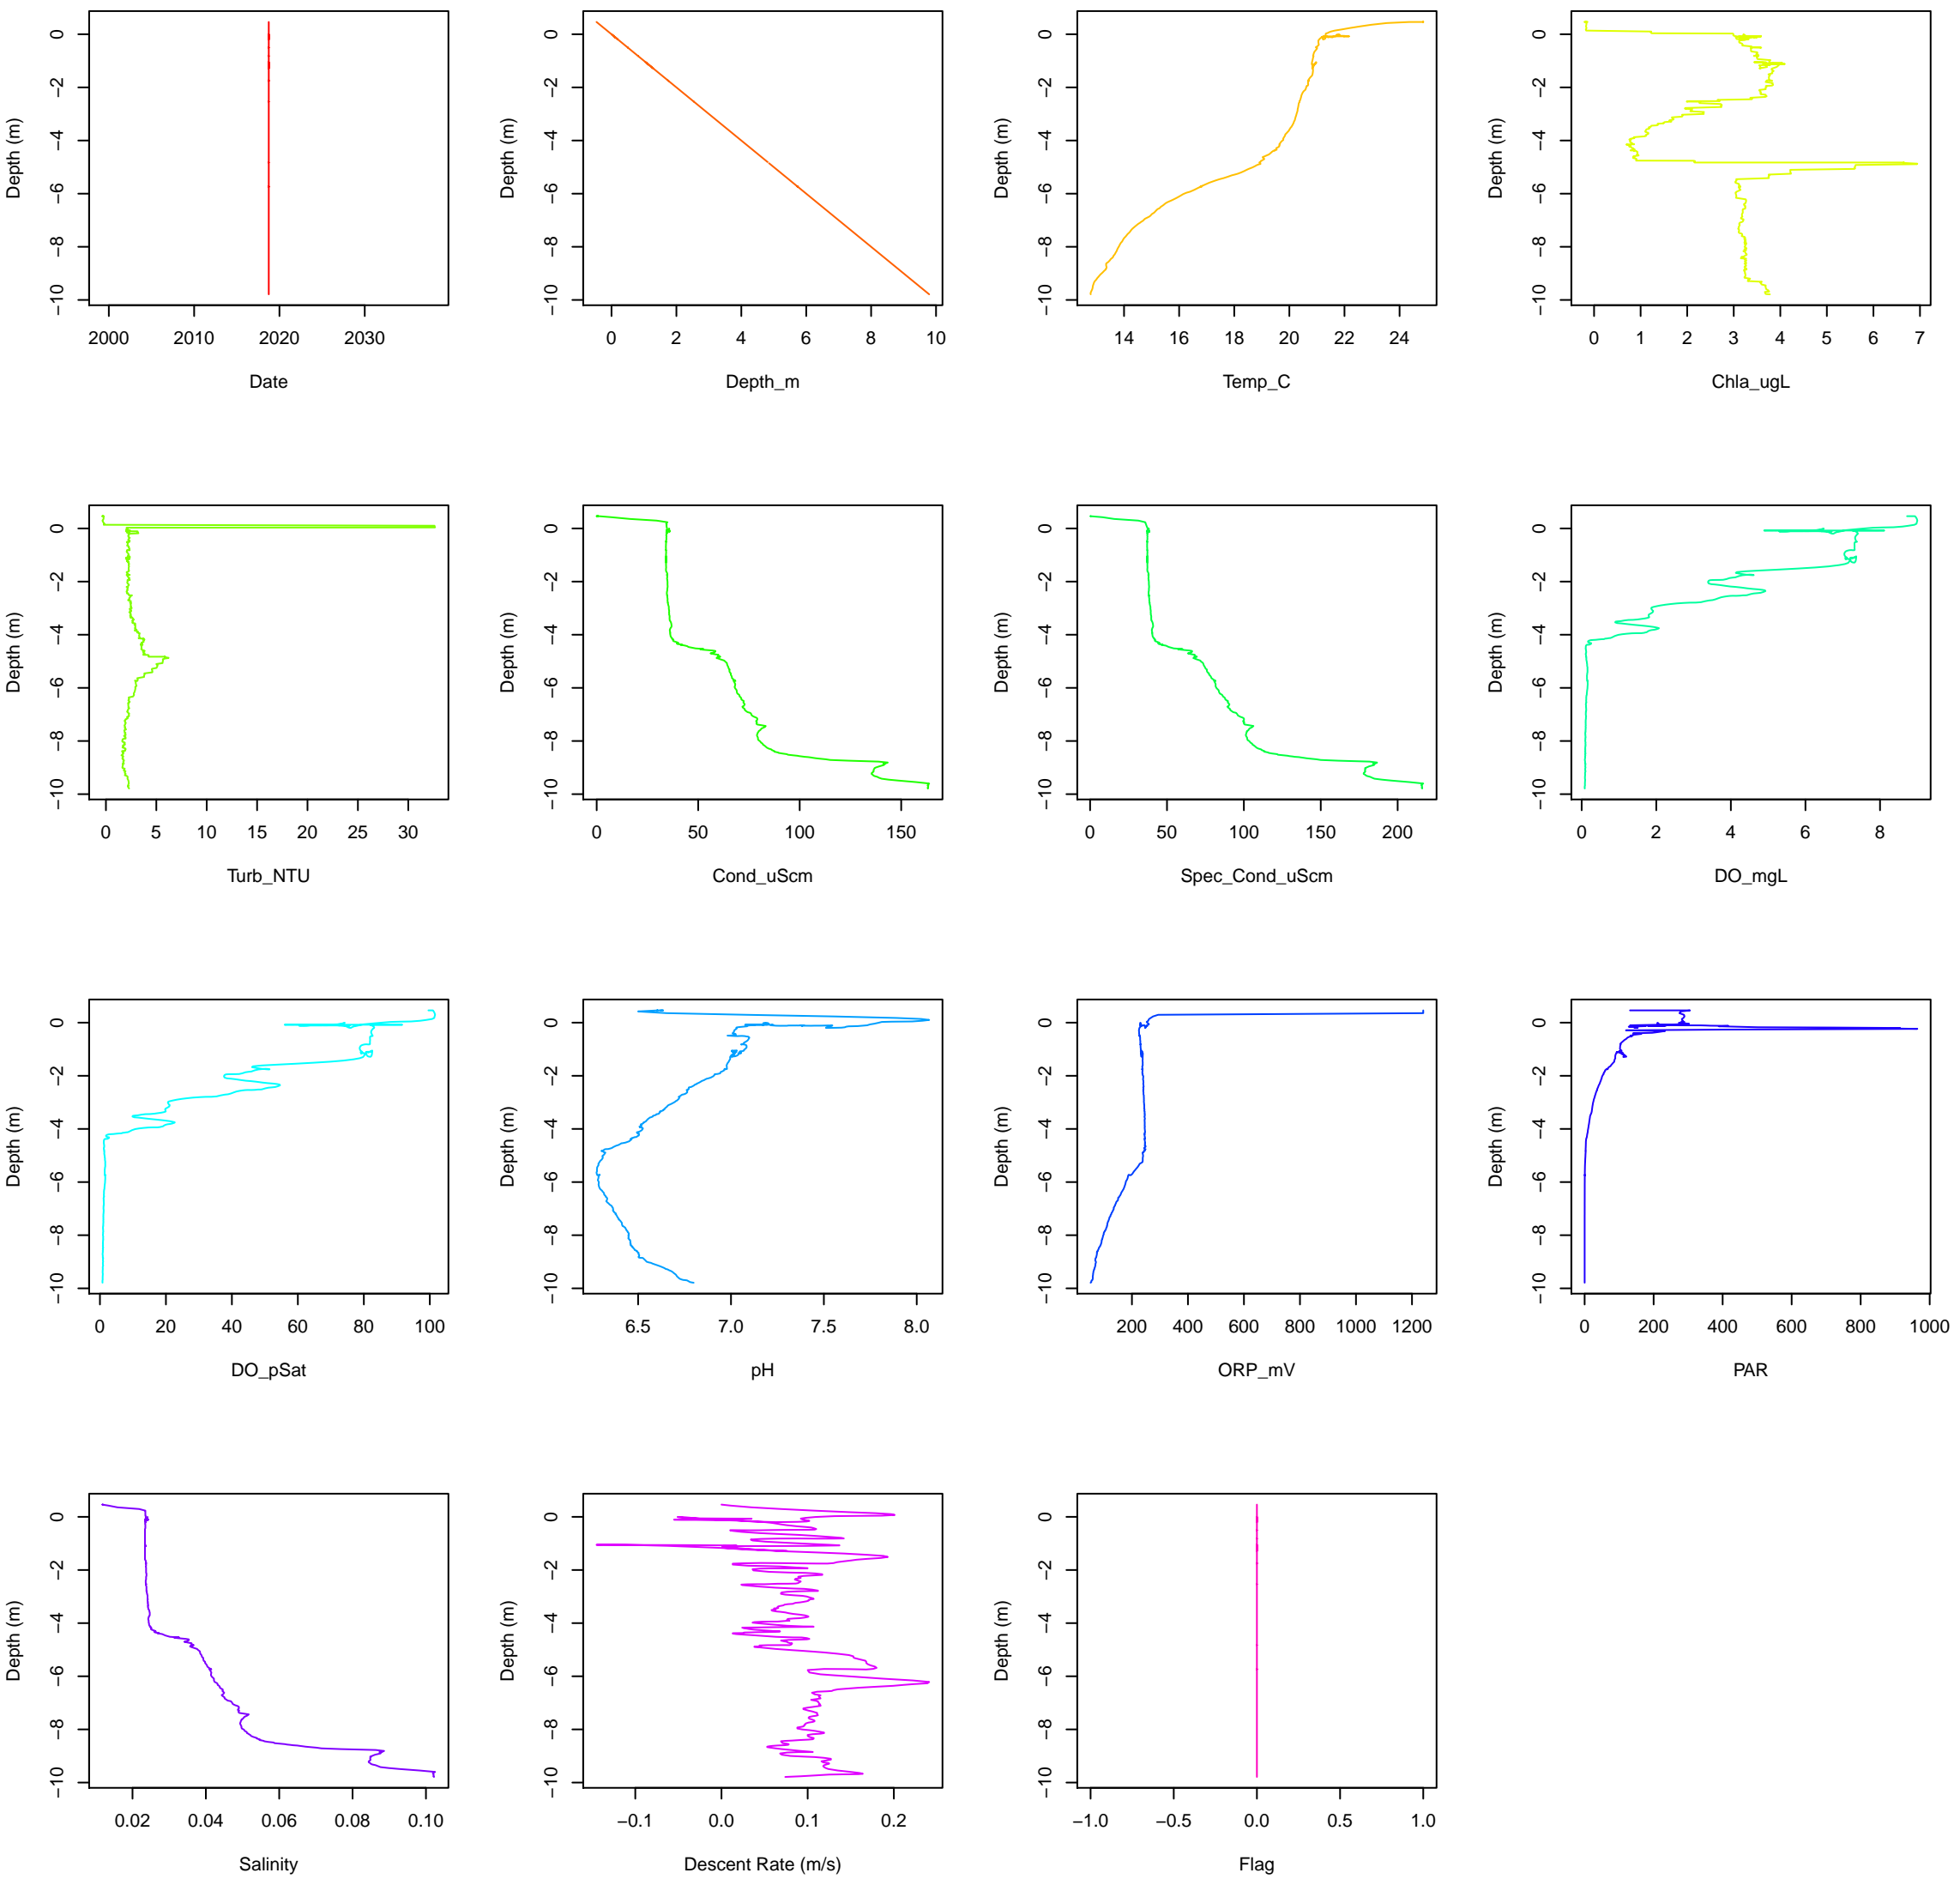 Depth (m)
0
−2
−4
−6
−8
−10
2000 2010 2020 2030
Date
Depth (m)
0
−2
−4
−6
−8
−10
0 2 4 6 8 10
Depth_m
Depth (m)
0
−2
−4
−6
−8
−10
14 16 18 20 22 24
Temp_C
Depth (m)
0
−2
−4
−6
−8
−10
0 1 2 3 4 5 6 7
Chla_ugL
Depth (m)
0
−2
−4
−6
−8
−10
0 5 10 15 20 25 30
Turb_NTU
Depth (m)
0
−2
−4
−6
−8
−10
0 50 100 150
Cond_uScm
Depth (m)
0
−2
−4
−6
−8
−10
0 50 100 150 200
Spec_Cond_uScm
Depth (m)
0
−2
−4
−6
−8
−10
0 2 4 6 8
DO_mgL
Depth (m)
0
−2
−4
−6
−8
−10
0 20 40 60 80 100
DO_pSat
Depth (m)
0
−2
−4
−6
−8
−10
6.5 7.0 7.5 8.0
pH
Depth (m)
0
−2
−4
−6
−8
−10
200 400 600 800 1000 1200
ORP_mV
Depth (m)
0
−2
−4
−6
−8
−10
0 200 400 600 800 1000
PAR
Depth (m)
0
−2
−4
−6
−8
−10
0.02 0.04 0.06 0.08 0.10
Salinity
Depth (m)
0
−2
−4
−6
−8
−10
−0.1 0.0 0.1 0.2
Descent Rate (m/s)
Depth (m)
0
−2
−4
−6
−8
−10
−1.0 −0.5 0.0 0.5 1.0
Flag